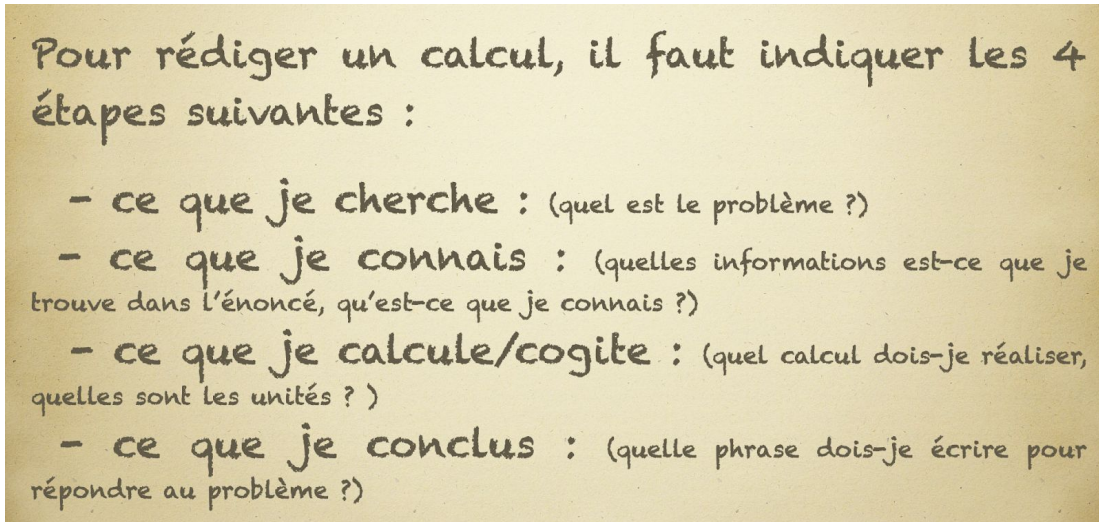 Pour rédiger un calcul, il faut indiquer les 4
étapes suivantes :
- ce que je cherche : (quel est le problème ?)
- ce que je connais : (quelles informations est-ce que je
trouve dans l'énoncé, qu'est-ce que je connais ?)
- ce que je calcule/cogite : (quel calcul dois-je réaliser,
quelles sont les unités ? )
- ce que je conclus : (quelle phrase dois-je écrire pour
répondre au problème ?)